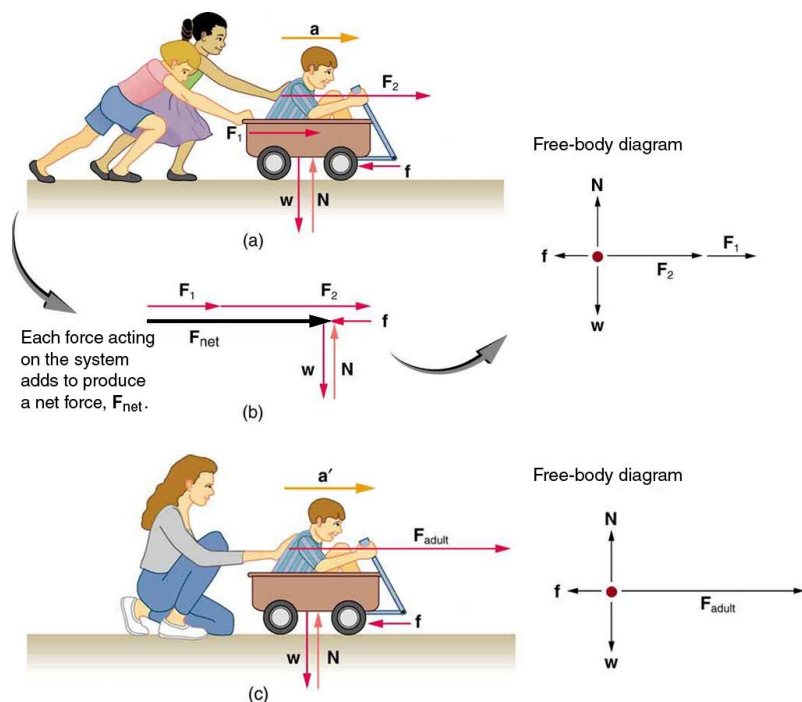 a
F2
F1
f
w
N
(a)
Free-body diagram
N
f
F2
F1
w
F1
F2
f
Fnet
w
N
Each force acting
on the system
adds to produce
a net force, Fnet.
(b)
a′
Fadult
f
w
N
(c)
Free-body diagram
N
f
Fadult
w